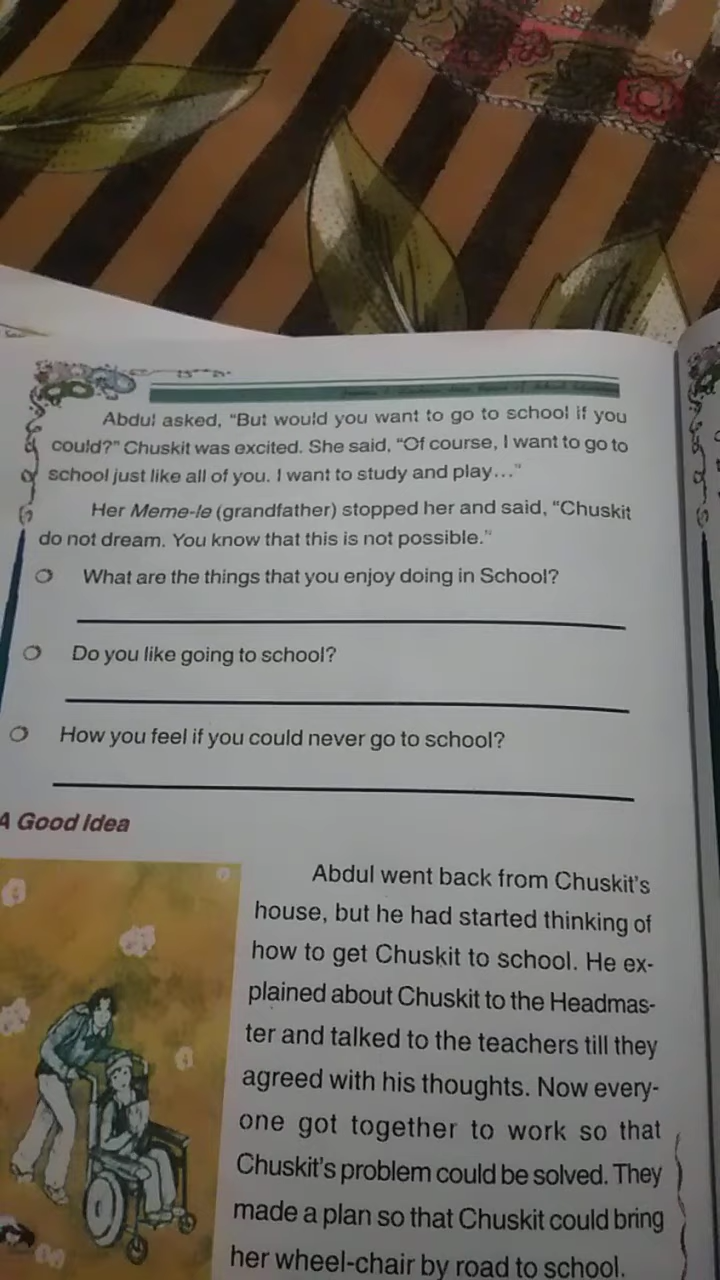 Abdul asked, "But would you want to go to school if you
could?" Chuskit was excited. She said, "Of course, I want to go to
school just like all of you. I want to study and play..."
Her Meme-le (grandfather) stopped her and said, "Chuskit
do not dream. You know that this is not possible."
What are the things that you enjoy doing in School?
Do you like going to school?
How you feel if you could never go to school?
A Good Idea
Abdul went back from Chuskit's
house, but he had started thinking of
how to get Chuskit to school. He ex-
plained about Chuskit to the Headmas-
ter and talked to the teachers till they
agreed with his thoughts. Now every-
one got together to work so that
Chuskit's problem could be solved. They
made a plan so that Chuskit could bring
her wheel-chair by road to school.